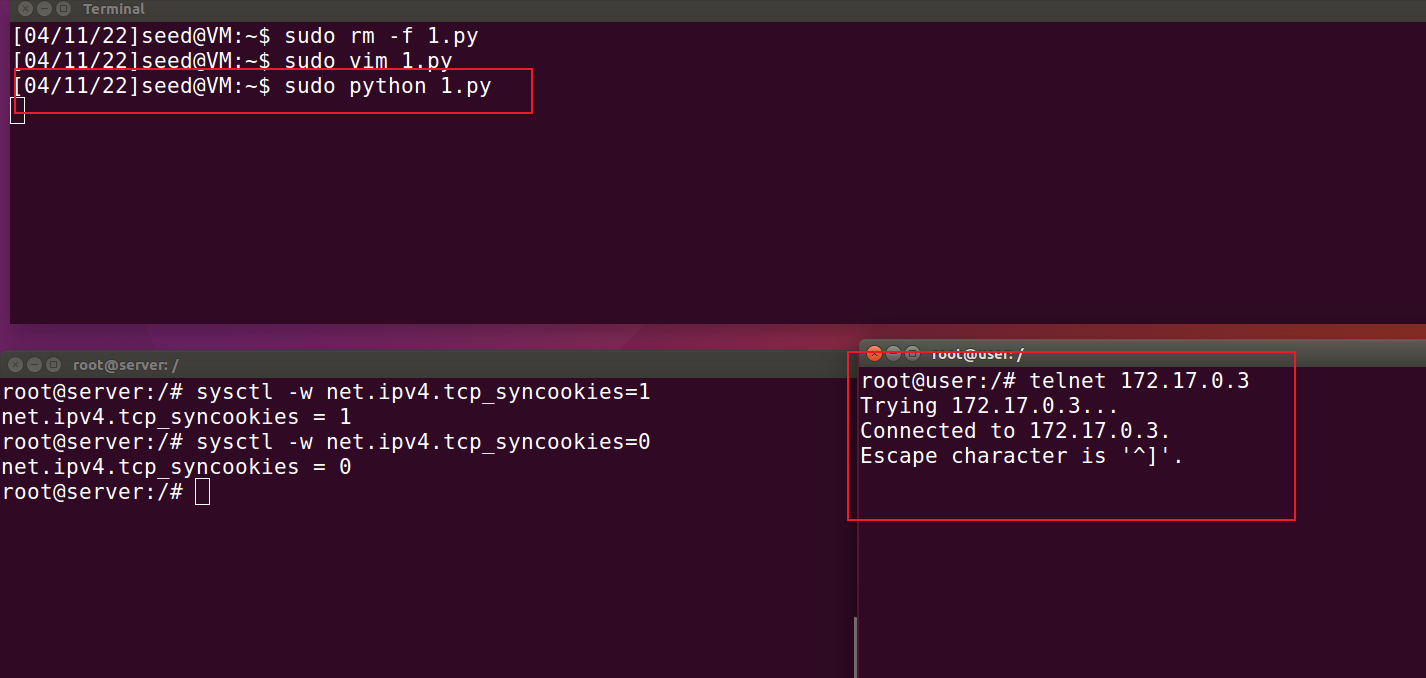 Terminal
[04/11/22]seed@VM:~$ sudo rm -f 1.py
[04/11/22]seed@VM:~$ sudo vim 1.py
[04/11/22]seed@VM:~$ sudo python 1.py
root@server: /
root@server:/# sysctl -w net.ipv4.tcp_syncookies=1
net.ipv4.tcp_syncookies = 1
root@server:/# sysctl -w net.ipv4.tcp_syncookies=0
net.ipv4.tcp_syncookies = 0
root@server:/#
root@user: /
root@user:/# telnet 172.17.0.3
Trying 172.17.0.3...
Connected to 172.17.0.3.
Escape character is '^]'.